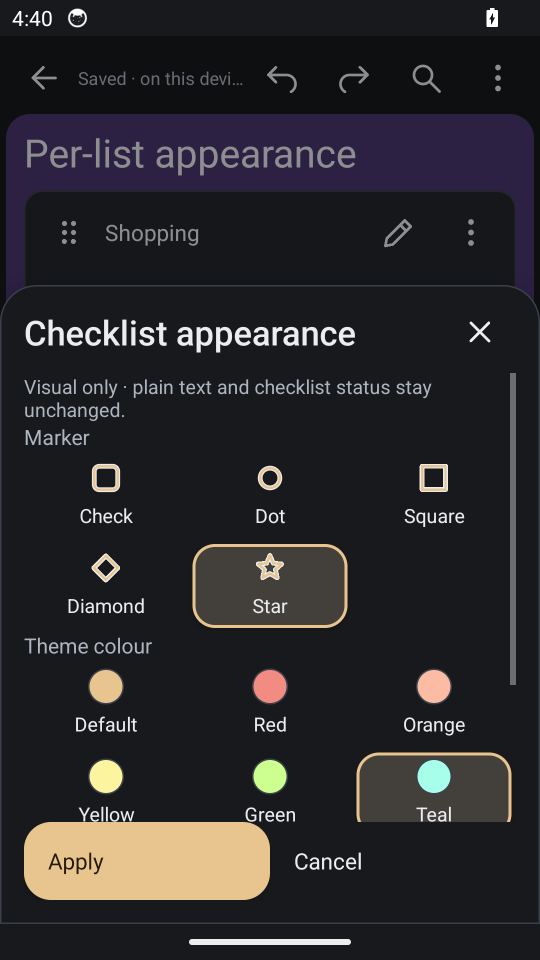 4:40
Saved · on this devi…
Per-list appearance
Shopping
Checklist appearance
Visual only · plain text and checklist status stay
unchanged.
Marker
Check
Dot
Square
Diamond
Star
Theme colour
Default
Red
Orange
Yellow
Green
Teal
Apply
Cancel